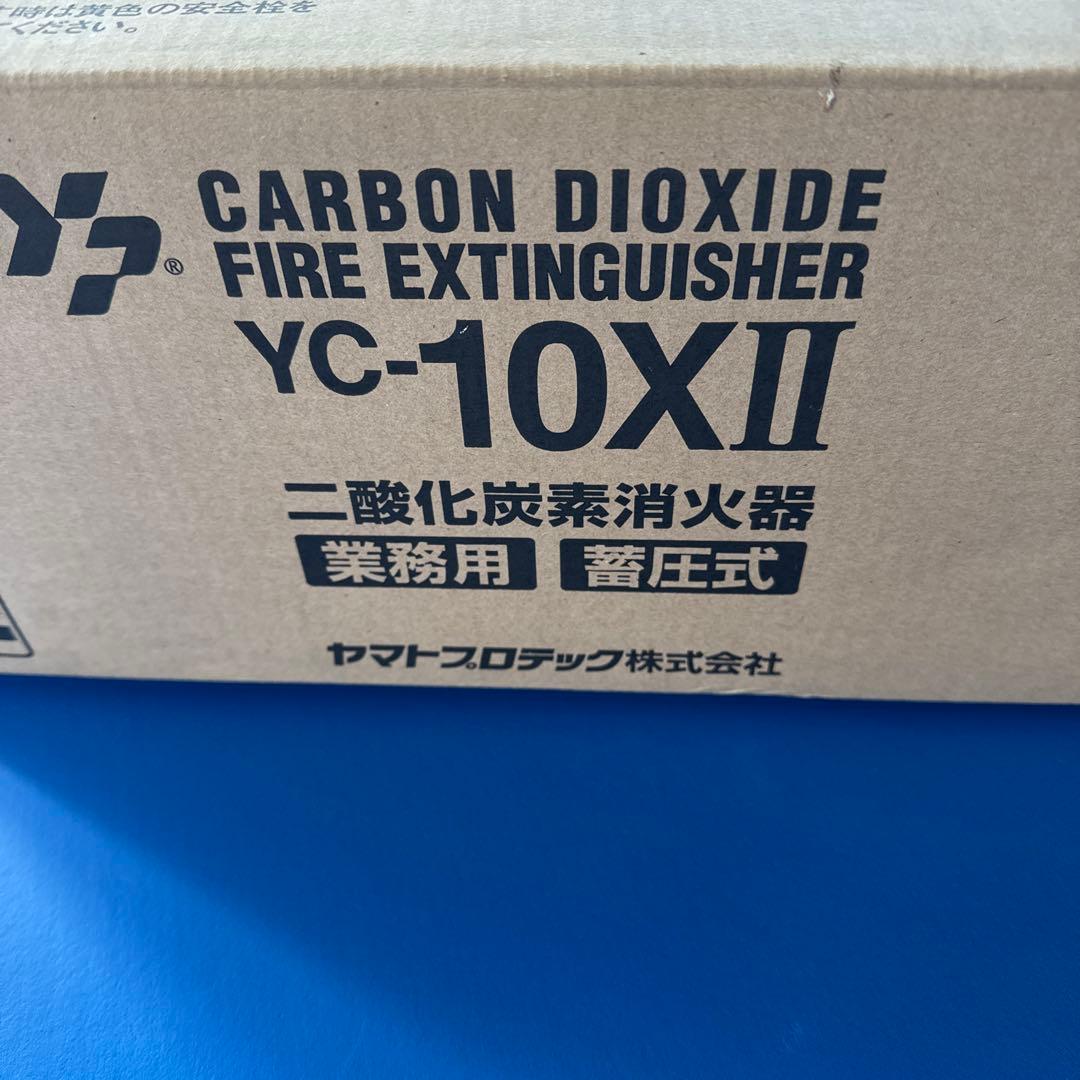 時は黄色の安全栓を
ください。
YP®
CARBON DIOXIDE
FIRE EXTINGUISHER
YC-10XII
二酸化炭素消火器
業務用 蓄圧式
ヤマトプロテック株式会社